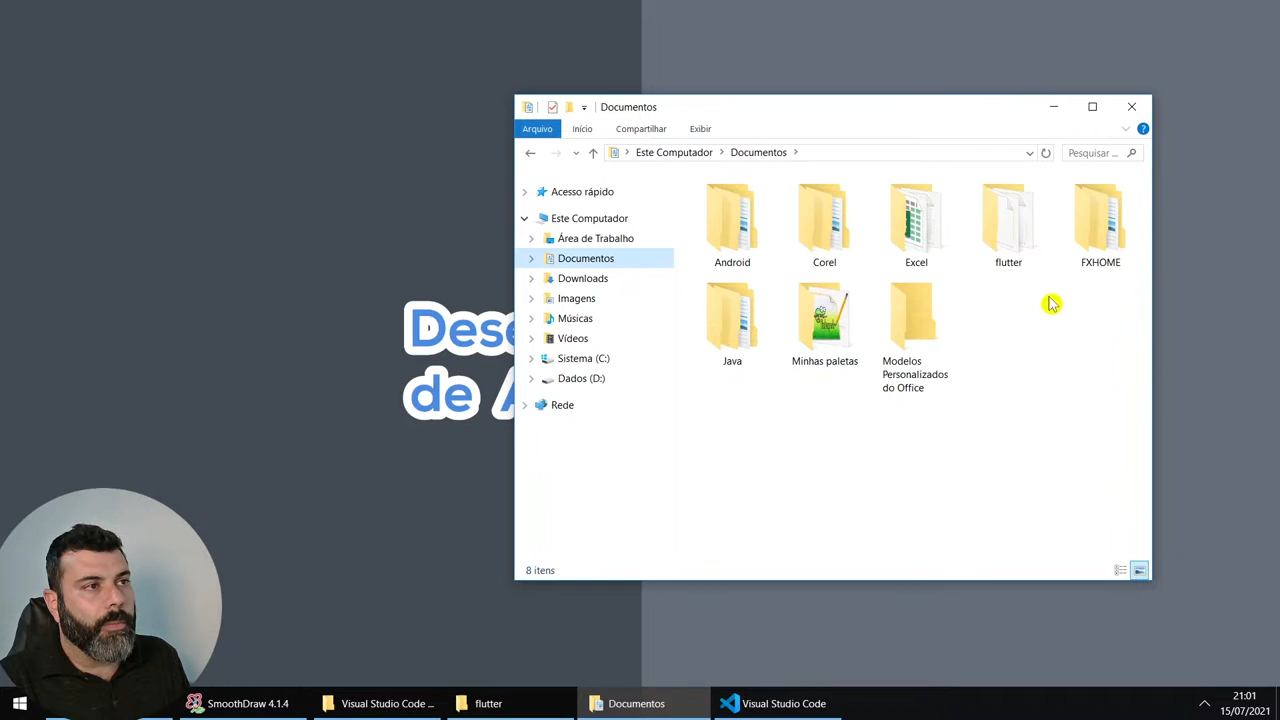 Documentos
Arquivo Início Compartilhar Exibir
Este Computador Documentos Pesquisar ...
Acesso rápido
Este Computador
Área de Trabalho
Documentos
Downloads
Imagens
Músicas
Vídeos
Sistema (C:)
Dados (D:)
Rede
Android Corel Excel flutter FXHOME
Java Minhas paletas Modelos
Personalizados
do Office
8 itens
de
SmoothDraw 4.1.4 Visual Studio Code ... flutter Documentos Visual Studio Code
21:01
15/07/2021